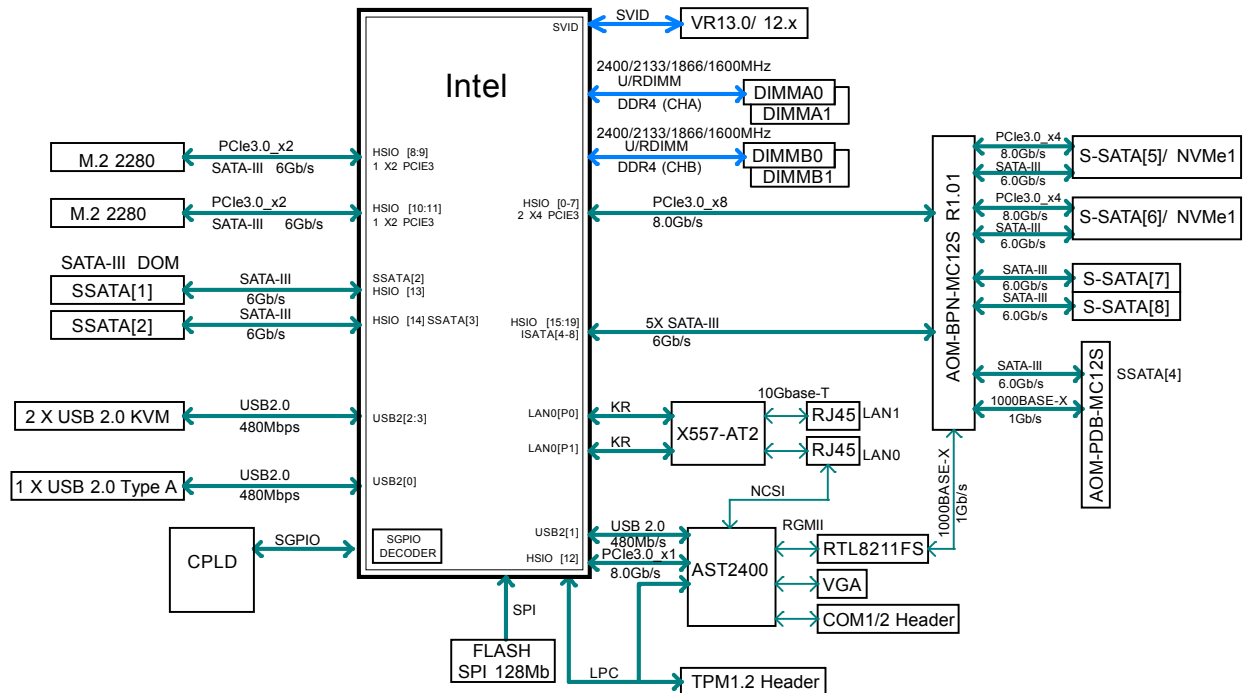 SVID
SVID
VR13.0/ 12.x
Intel
2400/2133/1866/1600MHz
U/RDIMM
DDR4 (CHA)
DIMMA0
DIMMA1
2400/2133/1866/1600MHz
U/RDIMM
DDR4 (CHB)
DIMMB0
DIMMB1
M.2 2280
PCIe3.0_x2
SATA-III 6Gb/s
HSIO [8:9]
1 X2 PCIE3
M.2 2280
PCIe3.0_x2
SATA-III 6Gb/s
HSIO [10:11]
1 X2 PCIE3
HSIO [0-7]
2 X4 PCIE3
PCIe3.0_x8
8.0Gb/s
SATA-III DOM
SSATA[1]
SATA-III
6Gb/s
SSATA[2]
HSIO [13]
SSATA[2]
SATA-III
6Gb/s
HSIO [14] SSATA[3]
HSIO [15:19]
ISATA[4-8]
5X SATA-III
6Gb/s
AOM-BPN-MC12S R1.01
PCIe3.0_x4
8.0Gb/s
SATA-III
6.0Gb/s
S-SATA[5]/ NVMe1
PCIe3.0_x4
8.0Gb/s
SATA-III
6.0Gb/s
S-SATA[6]/ NVMe1
SATA-III
6.0Gb/s
S-SATA[7]
SATA-III
6.0Gb/s
S-SATA[8]
SATA-III
6.0Gb/s
1000BASE-X
1Gb/s
AOM-PDB-MC12S
SSATA[4]
2 X USB 2.0 KVM
USB2.0
480Mbps
USB2[2:3]
1 X USB 2.0 Type A
USB2.0
480Mbps
USB2[0]
LAN0[P0]
KR
LAN0[P1]
KR
X557-AT2
10Gbase-T
RJ45
LAN1
RJ45
LAN0
NCSI
1000BASE-X
1Gb/s
CPLD
SGPIO
SGPIO
DECODER
USB2[1]
USB 2.0
480Mb/s
HSIO [12]
PCIe3.0_x1
8.0Gb/s
AST2400
RGMII
RTL8211FS
VGA
COM1/2 Header
SPI
FLASH
SPI 128Mb
LPC
TPM1.2 Header